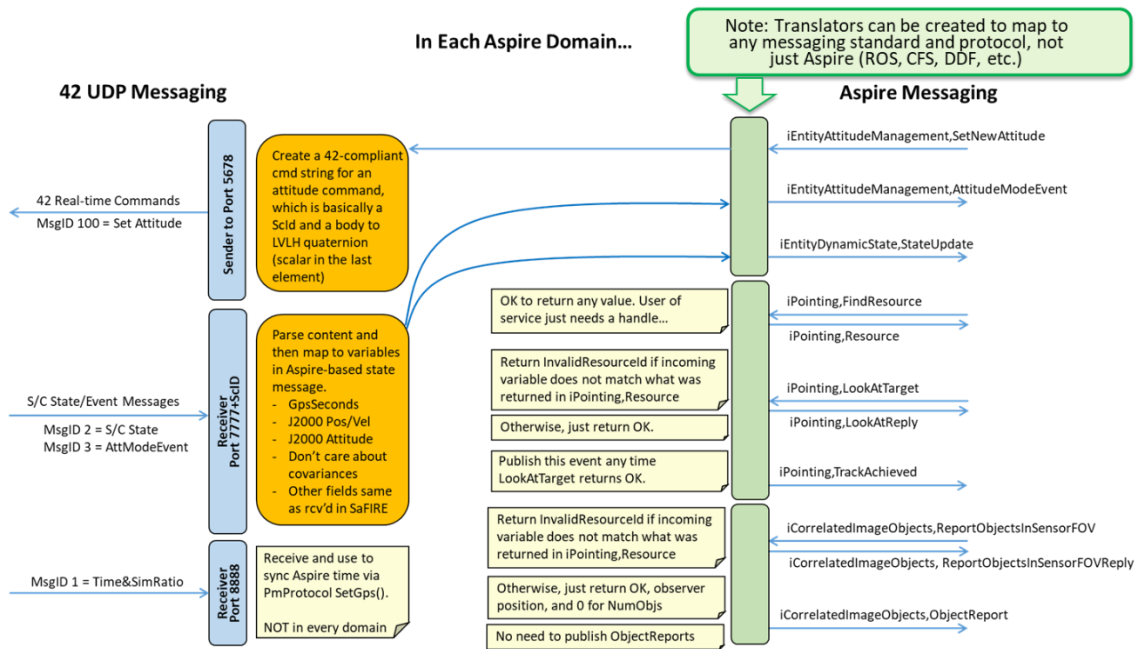 In Each Aspire Domain…
Note: Translators can be created to map to
any messaging standard and protocol, not
just Aspire (ROS, CFS, DDF, etc.)
42 UDP Messaging
Aspire Messaging
Sender to Port 5678
42 Real-time Commands
MsgID 100 = Set Attitude
Create a 42-compliant
cmd string for an
attitude command,
which is basically a
ScId and a body to
LVLH quaternion
(scalar in the last
element)
iEntityAttitudeManagement,SetNewAttitude
iEntityAttitudeManagement,AttitudeModeEvent
iEntityDynamicState,StateUpdate
Receiver
Port 7777+ScID
S/C State/Event Messages
MsgID 2 = S/C State
MsgID 3 = AttModeEvent
Parse content and
then map to variables
in Aspire-based state
message.
- GpsSeconds
- J2000 Pos/Vel
- J2000 Attitude
- Don't care about
covariances
- Other fields same
as rcv'd in SaFIRE
OK to return any value. User of
service just needs a handle…
Return InvalidResourceId if incoming
variable does not match what was
returned in iPointing,Resource
Otherwise, just return OK.
Publish this event any time
LookAtTarget returns OK.
iPointing,FindResource
iPointing,Resource
iPointing,LookAtTarget
iPointing,LookAtReply
iPointing,TrackAchieved
Receiver
Port 8888
MsgID 1 = Time&SimRatio
Receive and use to
sync Aspire time via
PmProtocol SetGps().
NOT in every domain
Return InvalidResourceId if incoming
variable does not match what was
returned in iPointing,Resource
Otherwise, just return OK, observer
position, and 0 for NumObjs
No need to publish ObjectReports
iCorrelatedImageObjects,ReportObjectsInSensorFOV
iCorrelatedImageObjects, ReportObjectsInSensorFOVReply
iCorrelatedImageObjects,ObjectReport